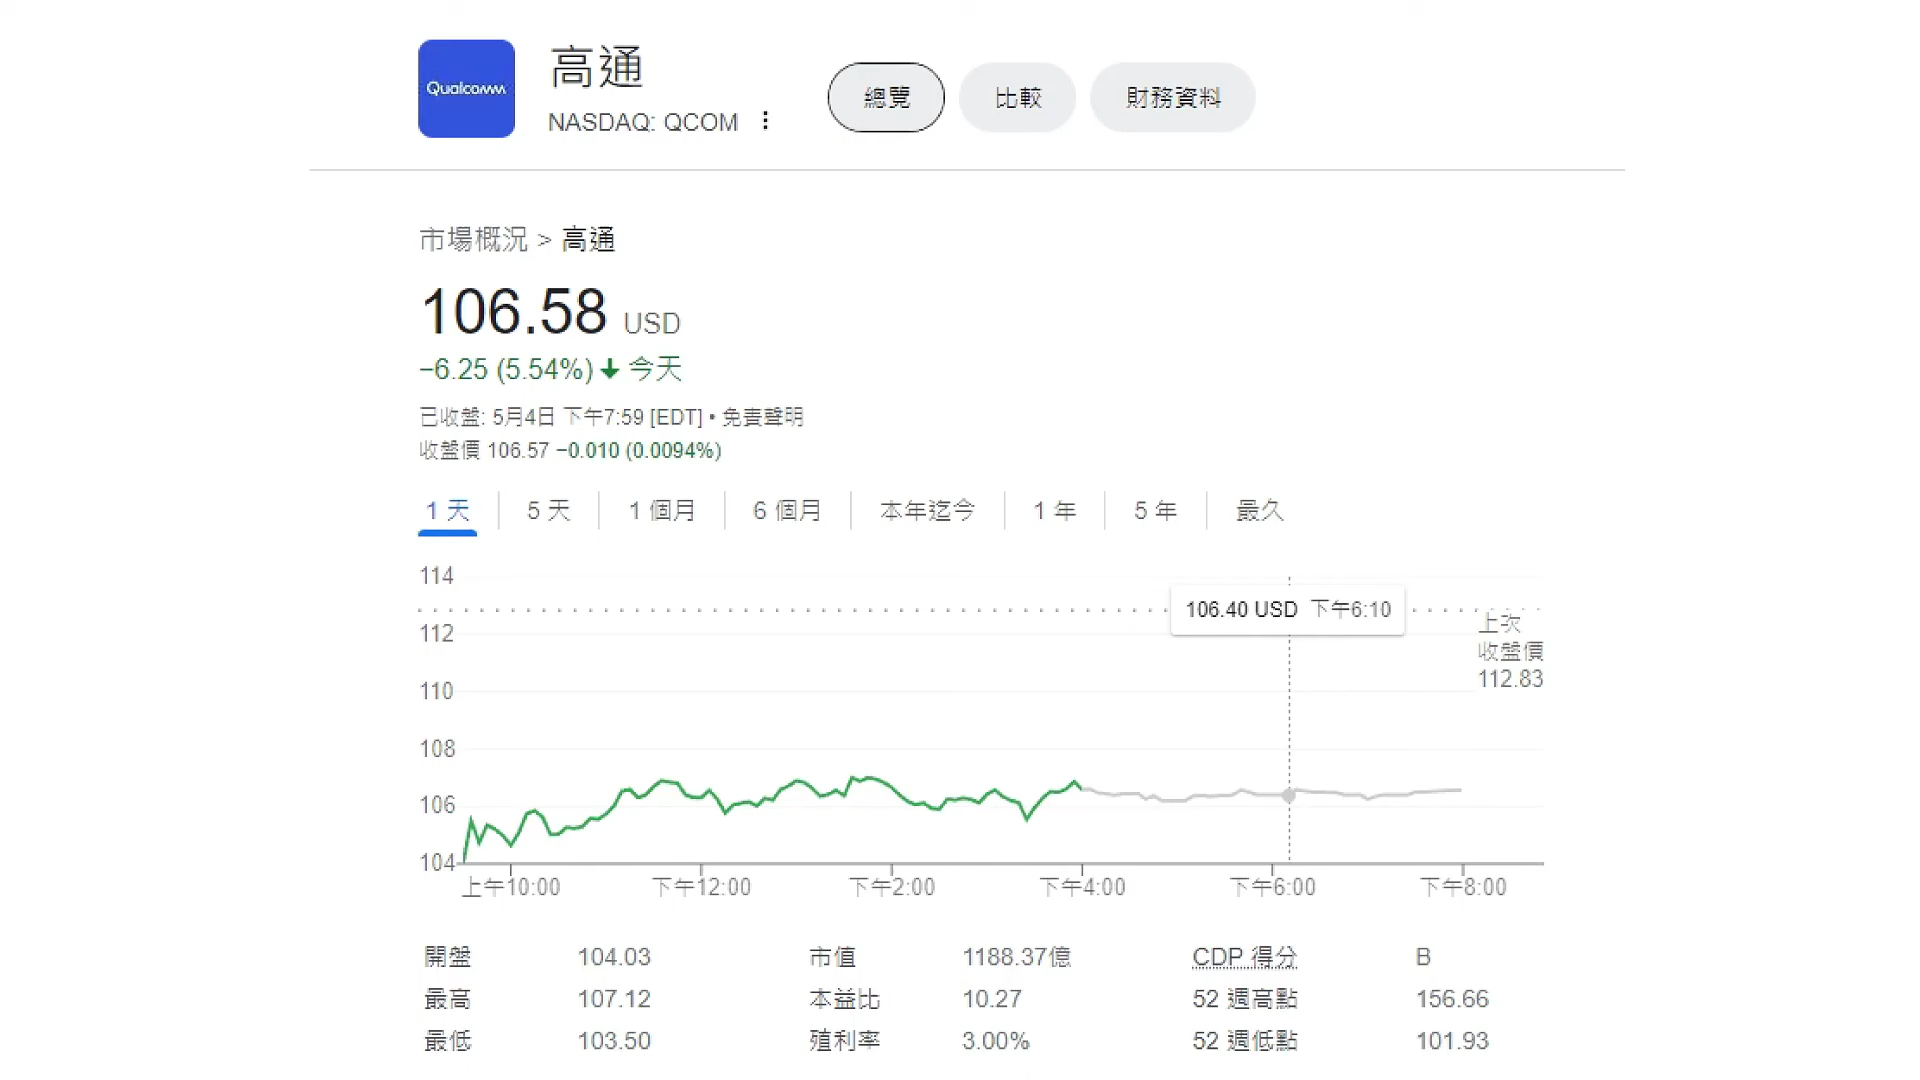 Qualcomm
高通
NASDAQ: QCOM
總覽
比較
財務資料
市場概況 > 高通
106.58 USD
−6.25 (5.54%) 今天
已收盤: 5月4日 下午7:59 [EDT] • 免責聲明
收盤價 106.57 −0.010 (0.0094%)
1 天
5 天
1 個月
6 個月
本年迄今
1 年
5 年
最久
114
112
110
108
106
104
106.40 USD 下午6:10
上次
收盤價
112.83
上午10:00
下午12:00
下午2:00
下午4:00
下午6:00
下午8:00
開盤 104.03
最高 107.12
最低 103.50
市值 1188.37億
本益比 10.27
殖利率 3.00%
CDP 得分 B
52 週高點 156.66
52 週低點 101.93